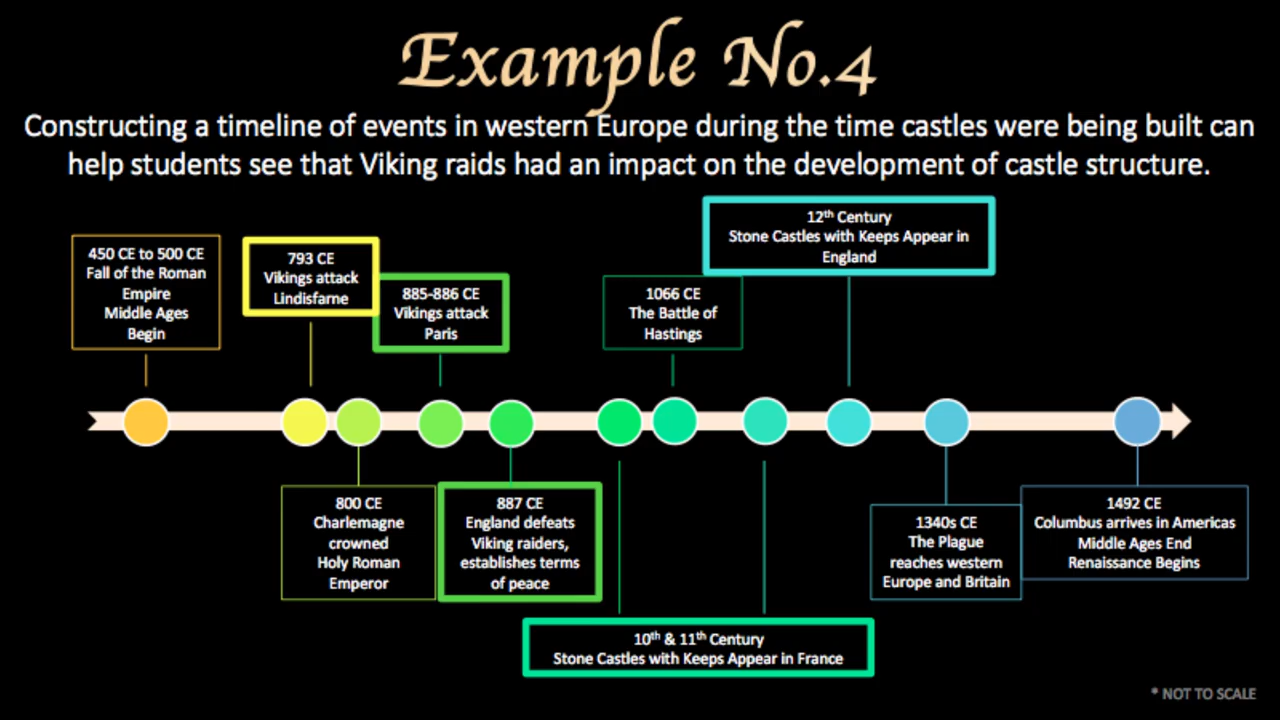 Example No.4
Constructing a timeline of events in western Europe during the time castles were being built can
help students see that Viking raids had an impact on the development of castle structure.
450 CE to 500 CE
Fall of the Roman
Empire
Middle Ages
Begin
793 CE
Vikings attack
Lindisfarne
885-886 CE
Vikings attack
Paris
1066 CE
The Battle of
Hastings
12th Century
Stone Castles with Keeps Appear in
England
800 CE
Charlemagne
crowned
Holy Roman
Emperor
887 CE
England defeats
Viking raiders,
establishes terms
of peace
10th & 11th Century
Stone Castles with Keeps Appear in France
1340s CE
The Plague
reaches western
Europe and Britain
1492 CE
Columbus arrives in Americas
Middle Ages End
Renaissance Begins
* NOT TO SCALE